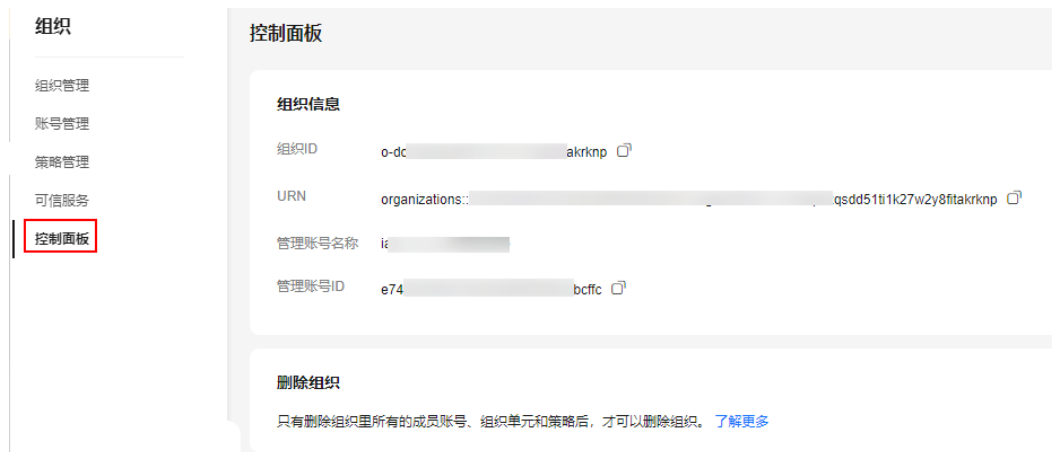 组织
组织管理
账号管理
策略管理
可信服务
控制面板
控制面板
组织信息
组织ID o-dc akrknp
URN organizations:: qsdd51ti1k27w2y8fitakrknp
管理账号名称 ia
管理账号ID e74 bcffc
删除组织
只有删除组织里所有的成员账号、组织单元和策略后，才可以删除组织。 了解更多